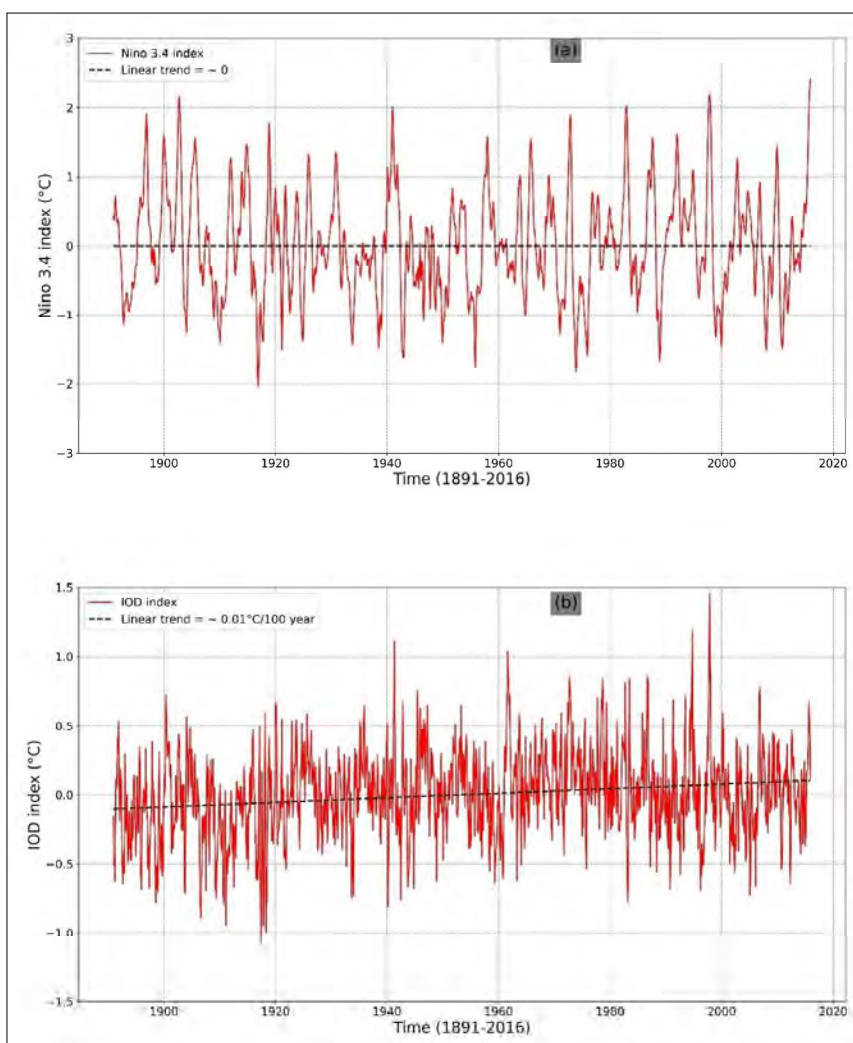 (a)
Nino 3.4 index
Linear trend = ~ 0
3
2
1
0
−1
−2
−3
Nino 3.4 index (°C)
1900 1920 1940 1960 1980 2000 2020
Time (1891-2016)
(b)
IOD index
Linear trend = ~ 0.01°C/100 year
1.5
1.0
0.5
0.0
−0.5
−1.0
−1.5
IOD index (°C)
1900 1920 1940 1960 1980 2000 2020
Time (1891-2016)